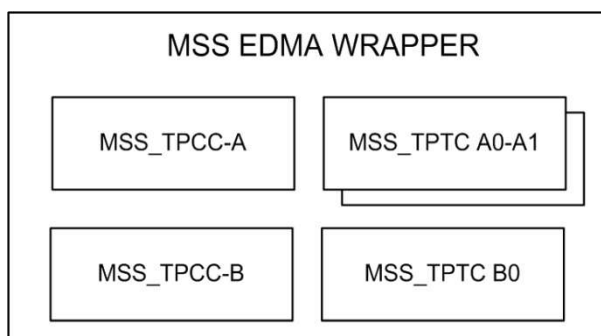 MSS EDMA WRAPPER
MSS_TPCC-A
MSS_TPTC A0-A1
MSS_TPCC-B
MSS_TPTC B0